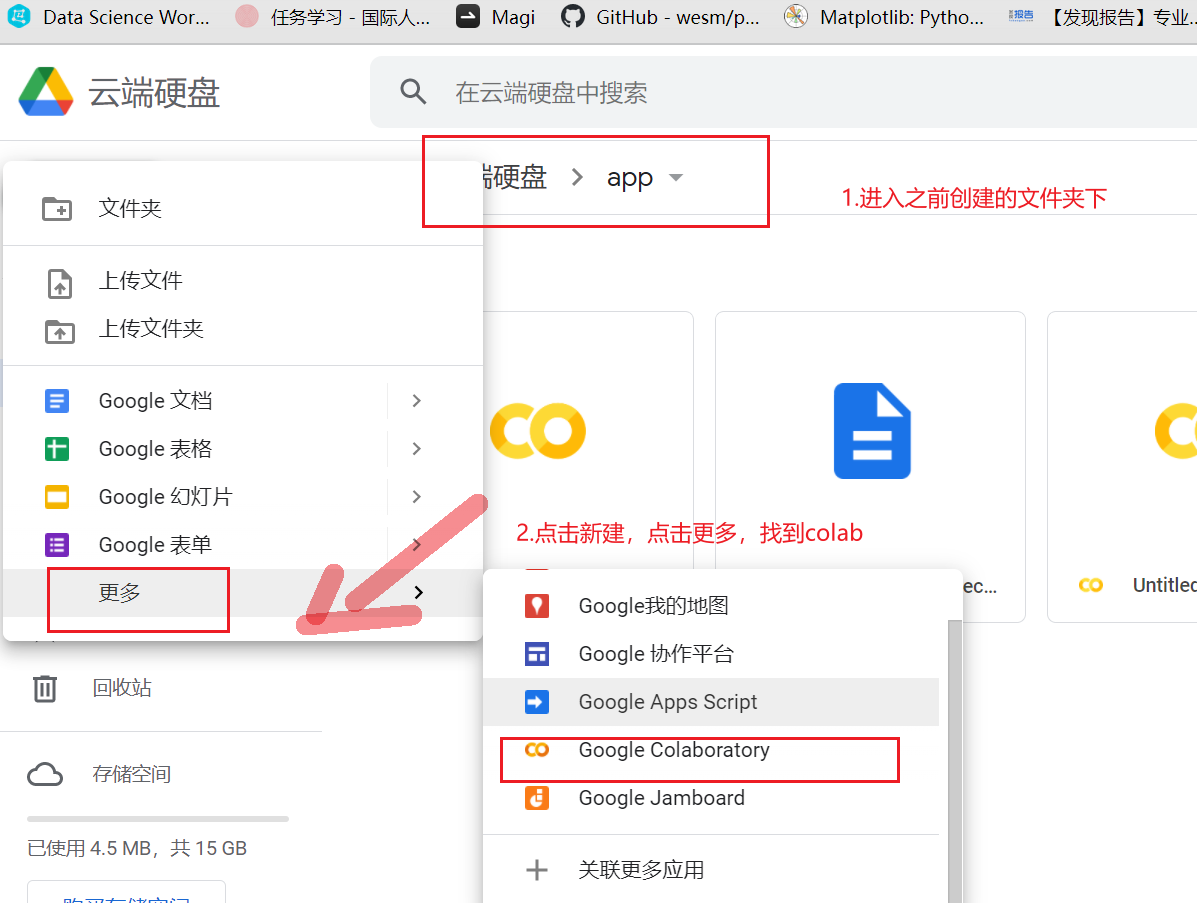 Data Science Wor...
任务学习 - 国际人...
Magi
GitHub - wesm/p...
Matplotlib: Pytho...
【发现报告】专业...
云端硬盘
在云端硬盘中搜索
端硬盘 > app
1.进入之前创建的文件夹下
文件夹
上传文件
上传文件夹
Google 文档
Google 表格
Google 幻灯片
Google 表单
更多
2.点击新建，点击更多，找到colab
ec...
Untitled
Google我的地图
Google 协作平台
Google Apps Script
Google Colaboratory
Google Jamboard
关联更多应用
回收站
存储空间
已使用 4.5 MB，共 15 GB
购买存储空间